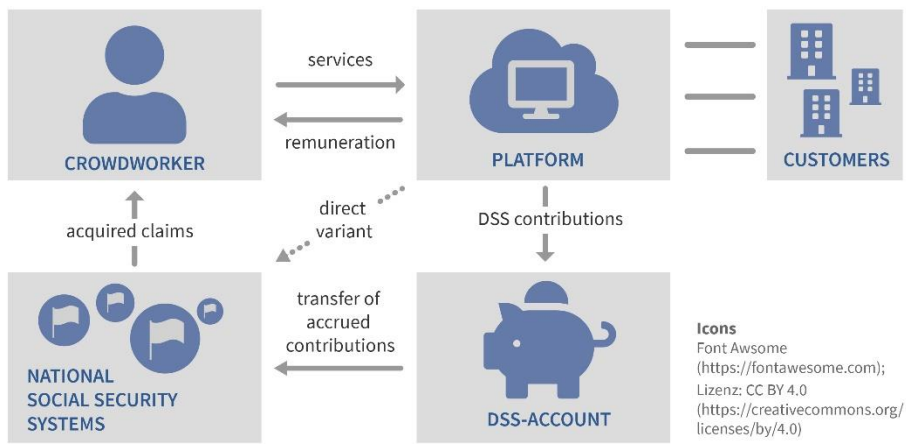 services
remuneration
CROWDWORKER
PLATFORM
CUSTOMERS
acquired claims
direct
variant
DSS contributions
transfer of
accrued
contributions
NATIONAL
SOCIAL SECURITY
SYSTEMS
DSS-ACCOUNT
Icons
Font Awsome
(https://fontawesome.com);
Lizenz: CC BY 4.0
(https://creativecommons.org/
licenses/by/4.0)